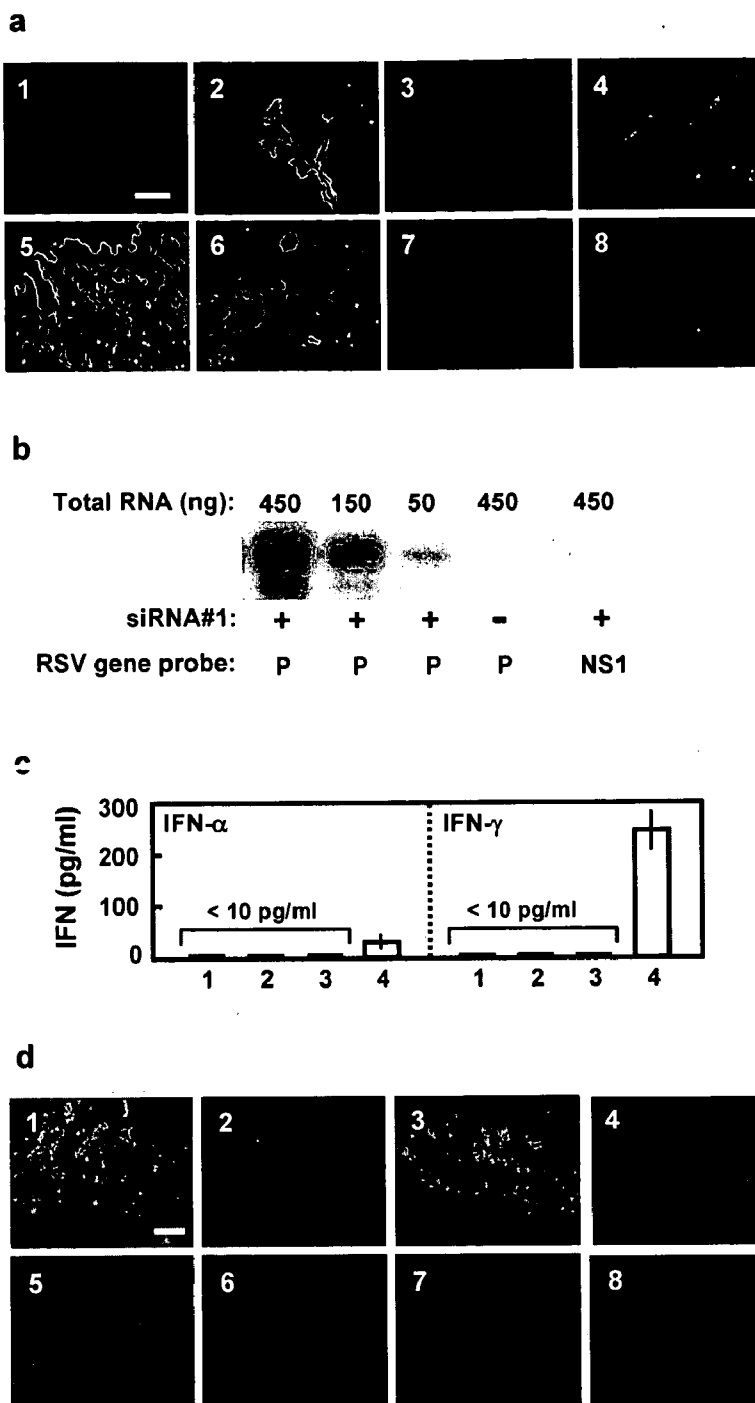 a
1 2 3 4
5 6 7 8
b
Total RNA (ng): 450 150 50 450 450
siRNA#1: + + + - +
RSV gene probe: P P P P NS1
c
IFN (pg/ml)
300
200
100
0
IFN-α IFN-γ
< 10 pg/ml < 10 pg/ml
1 2 3 4 1 2 3 4
d
1 2 3 4
5 6 7 8